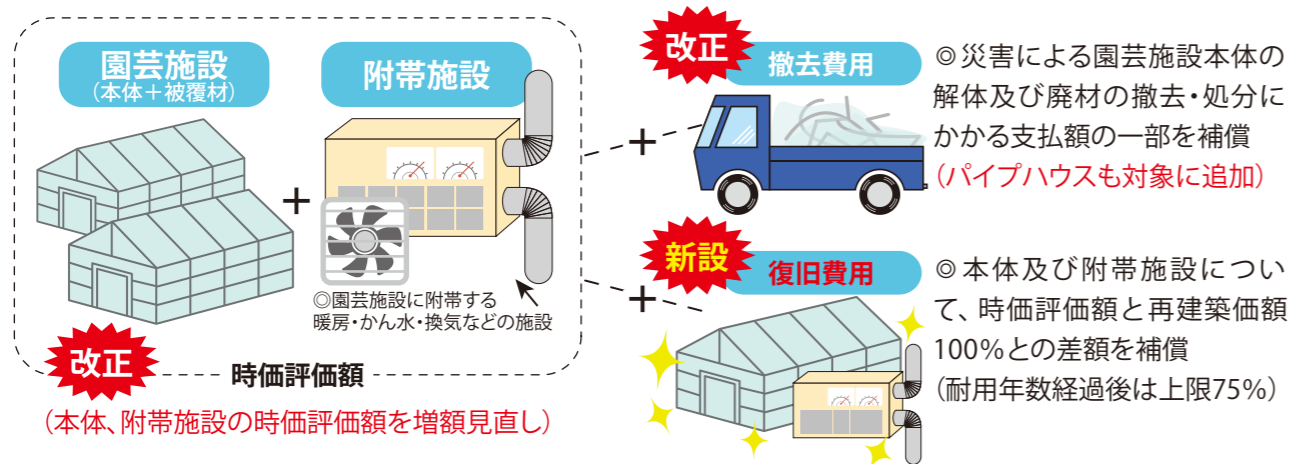 園芸施設
(本体＋被覆材)
附帯施設
＋
◎園芸施設に附帯する
暖房・かん水・換気などの施設
改正
時価評価額
(本体、附帯施設の時価評価額を増額見直し)
＋
改正
撤去費用
◎災害による園芸施設本体の
解体及び廃材の撤去・処分に
かかる支払額の一部を補償
(パイプハウスも対象に追加)
＋
新設
復旧費用
◎本体及び附帯施設につい
て、時価評価額と再建築価額
100％との差額を補償
(耐用年数経過後は上限75％)